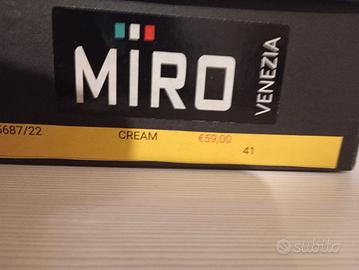 MiRO
VENEZIA
5687/22 CREAM €59,00
41
subito